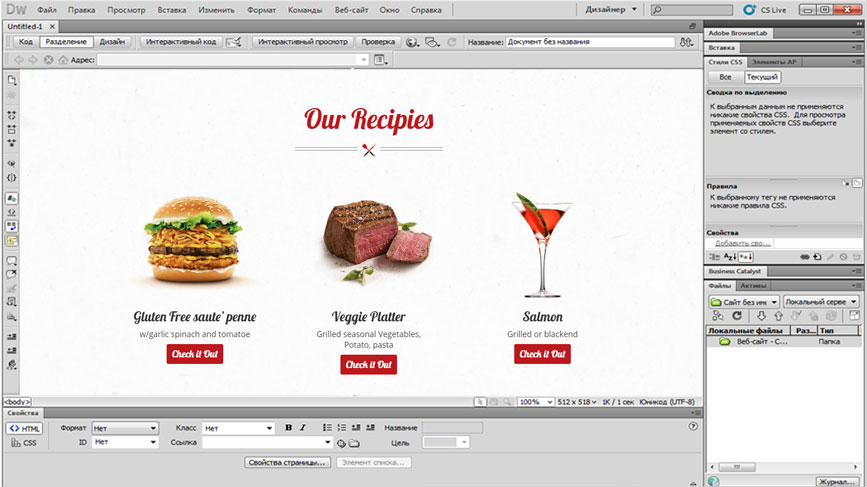 Dw Файл Правка Просмотр Вставка Изменить Формат Команды Веб-сайт Окно Справка Дизайнер CS Live
Untitled-1
Код Разделение Дизайн Интерактивный код Интерактивный просмотр Проверка Название: Документ без названия
Адрес:
Our Recipies
Gluten Free saute' penne
w/garlic spinach and tomatoe
Check it Out
Veggie Platter
Grilled seasonal Vegetables,
Potato, pasta
Check it Out
Salmon
Grilled or blackend
Check it Out
<body> 100% 512 x 518 1K / 1 сек Юникод (UTF-8)
Свойства
<> HTML Формат Нет Класс Нет B I Название
CSS ID Нет Ссылка Цель
Свойства страницы... Элемент списка...
Adobe BrowserLab
Вставка
Стили CSS Элементы AP
Все Текущий
Сводка по выделению
К выбранным данным не применяются
никакие свойства CSS. Для просмотра
применяемых свойств CSS выберите
элемент со стилем.
Правила
К выбранному тегу не применяются
никакие правила CSS.
Свойства
Добавить сво...
Business Catalyst
Файлы Активы
Сайт без им Локальный серве
Локальные файлы Раз... Тип
Веб-сайт - С... Папка
Журнал...